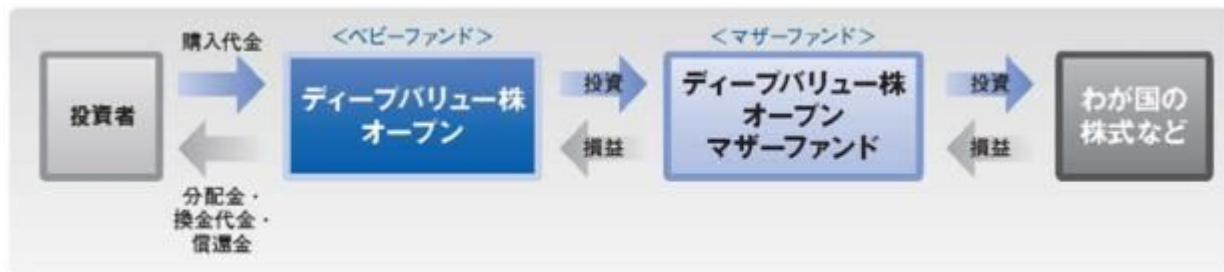 購入代金
<ベビーファンド>
<マザーファンド>
投資者
ディープバリュー株
オープン
投資
損益
ディープバリュー株
オープン
マザーファンド
投資
損益
わが国の
株式など
分配金・
換金代金・
償還金